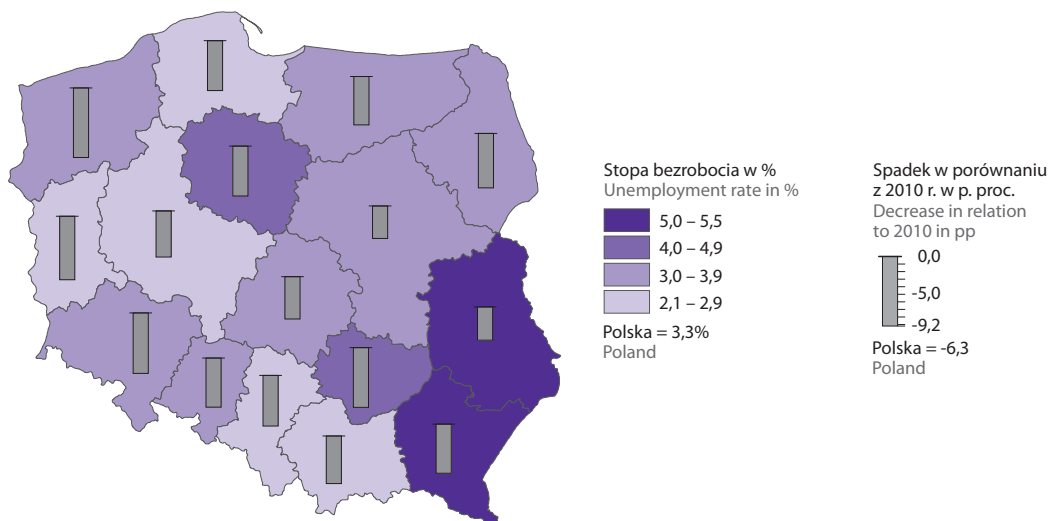 Stopa bezrobocia w %
Unemployment rate in %
5,0 – 5,5
4,0 – 4,9
3,0 – 3,9
2,1 – 2,9
Polska = 3,3%
Poland
Spadek w porównaniu
z 2010 r. w p. proc.
Decrease in relation
to 2010 in pp
0,0
-5,0
-9,2
Polska = -6,3
Poland